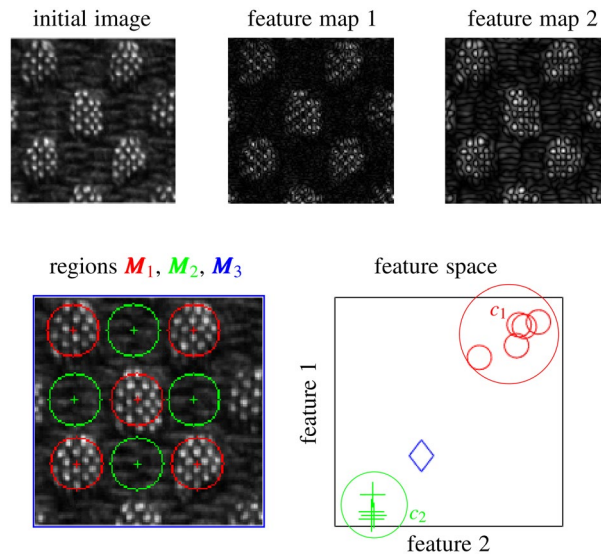 initial image
feature map 1
feature map 2
regions M₁, M₂, M₃
feature space
c₁
feature 1
c₂
feature 2